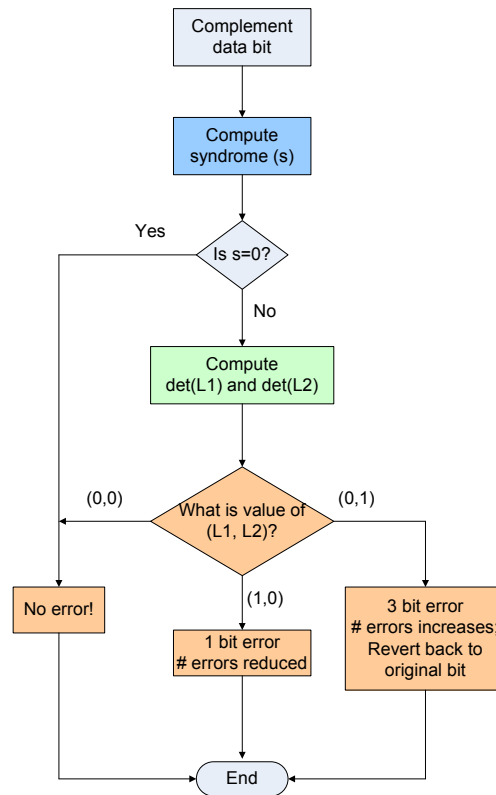 Complement
data bit
Compute
syndrome (s)
Yes
Is s=0?
No
Compute
det(L1) and det(L2)
(0,0)
What is value of
(L1, L2)?
(0,1)
No error!
(1,0)
1 bit error
# errors reduced
3 bit error
# errors increases;
Revert back to
original bit
End